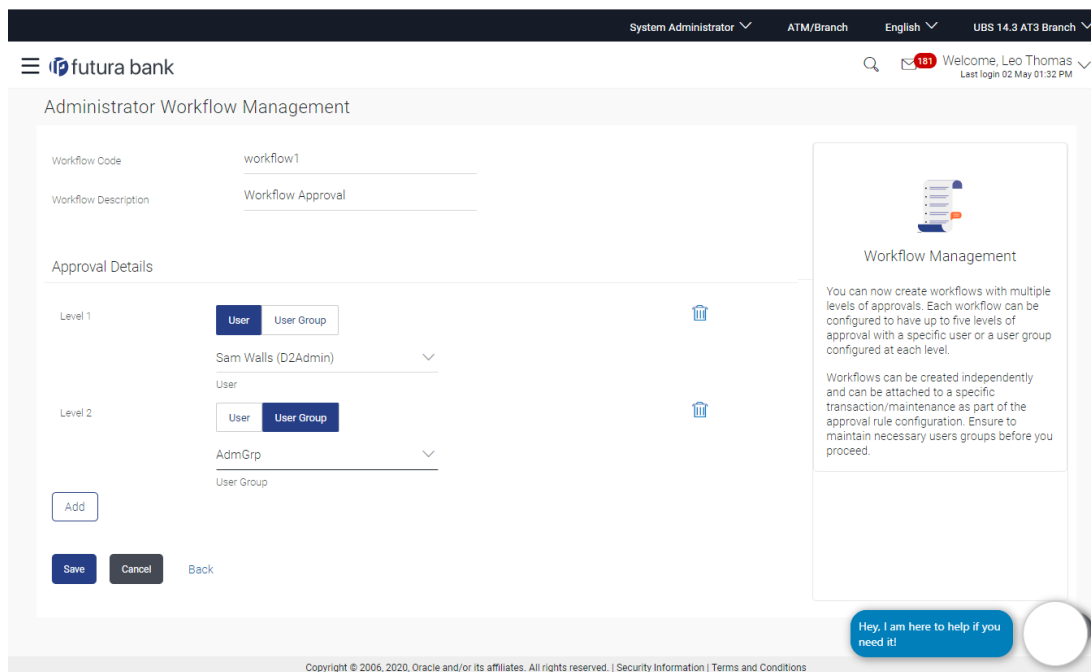 System Administrator ATM/Branch English UBS 14.3 AT3 Branch
futura bank
181 Welcome, Leo Thomas
Last login 02 May 01:32 PM
Administrator Workflow Management
Workflow Code workflow1
Workflow Description Workflow Approval
Approval Details
Level 1 User User Group
Sam Walls (D2Admin)
User
Level 2 User User Group
AdmGrp
User Group
Add
Save Cancel Back
Workflow Management
You can now create workflows with multiple
levels of approvals. Each workflow can be
configured to have up to five levels of
approval with a specific user or a user group
configured at each level.
Workflows can be created independently
and can be attached to a specific
transaction/maintenance as part of the
approval rule configuration. Ensure to
maintain necessary users groups before you
proceed.
Hey, I am here to help if you
need it!
Copyright © 2006, 2020, Oracle and/or its affiliates. All rights reserved. | Security Information | Terms and Conditions